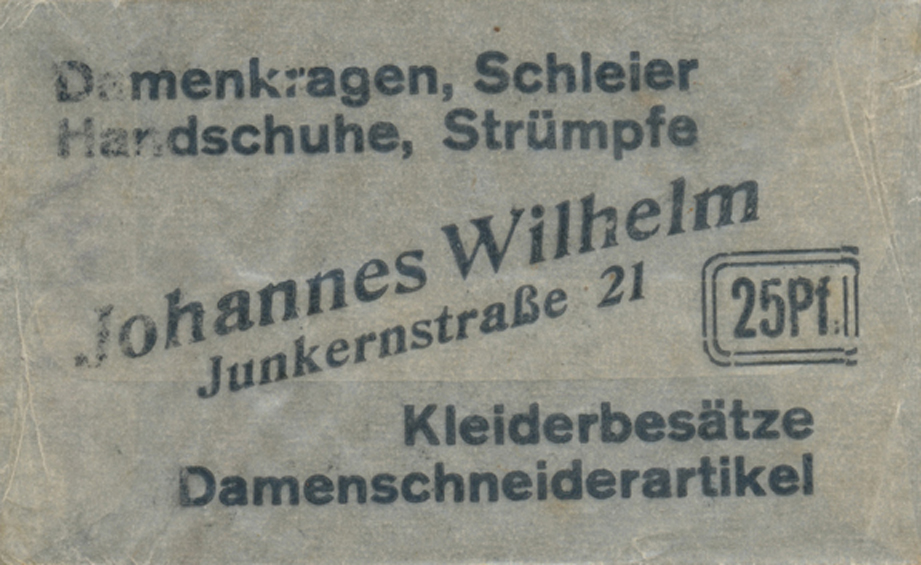 Damenkragen, Schleier
Handschuhe, Strümpfe
Johannes Wilhelm
Junkernstraße 21
25Pf.
Kleiderbesätze
Damenschneiderartikel